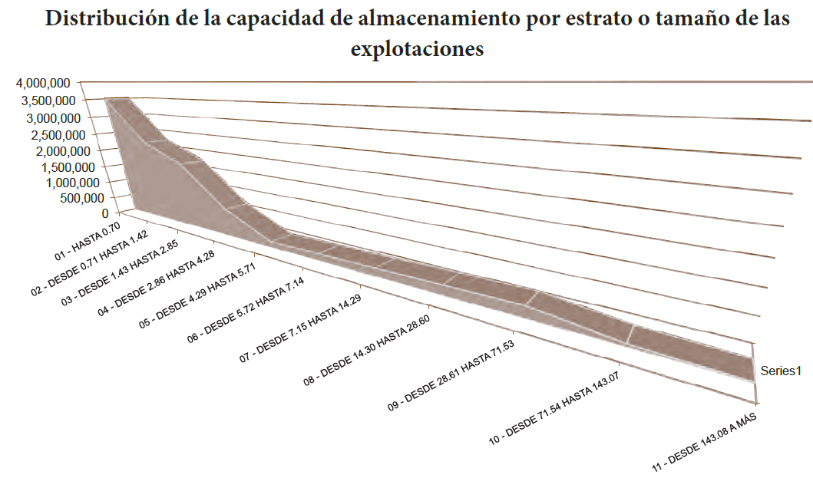 Distribución de la capacidad de almacenamiento por estrato o tamaño de las
explotaciones
4,000,000
3,500,000
3,000,000
2,500,000
2,000,000
1,500,000
1,000,000
500,000
0
01 - HASTA 0.70
02 - DESDE 0.71 HASTA 1.42
03 - DESDE 1.43 HASTA 2.85
04 - DESDE 2.86 HASTA 4.28
05 - DESDE 4.29 HASTA 5.71
06 - DESDE 5.72 HASTA 7.14
07 - DESDE 7.15 HASTA 14.29
08 - DESDE 14.30 HASTA 28.60
09 - DESDE 28.61 HASTA 71.53
10 - DESDE 71.54 HASTA 143.07
11 - DESDE 143.08 A MÁS
Series1